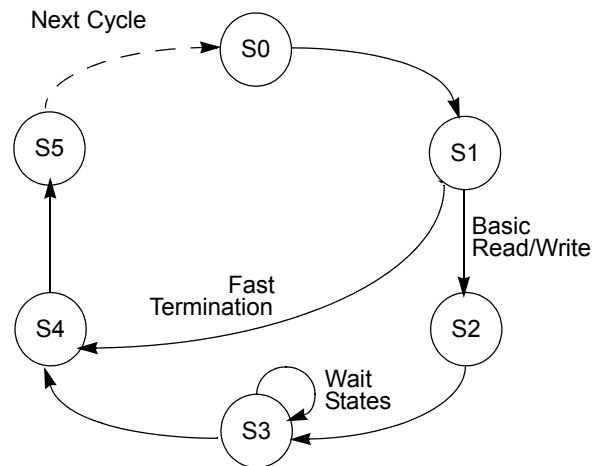 Next Cycle
S0
S5
S1
Basic
Read/Write
Fast
Termination
S4
S2
Wait
States
S3